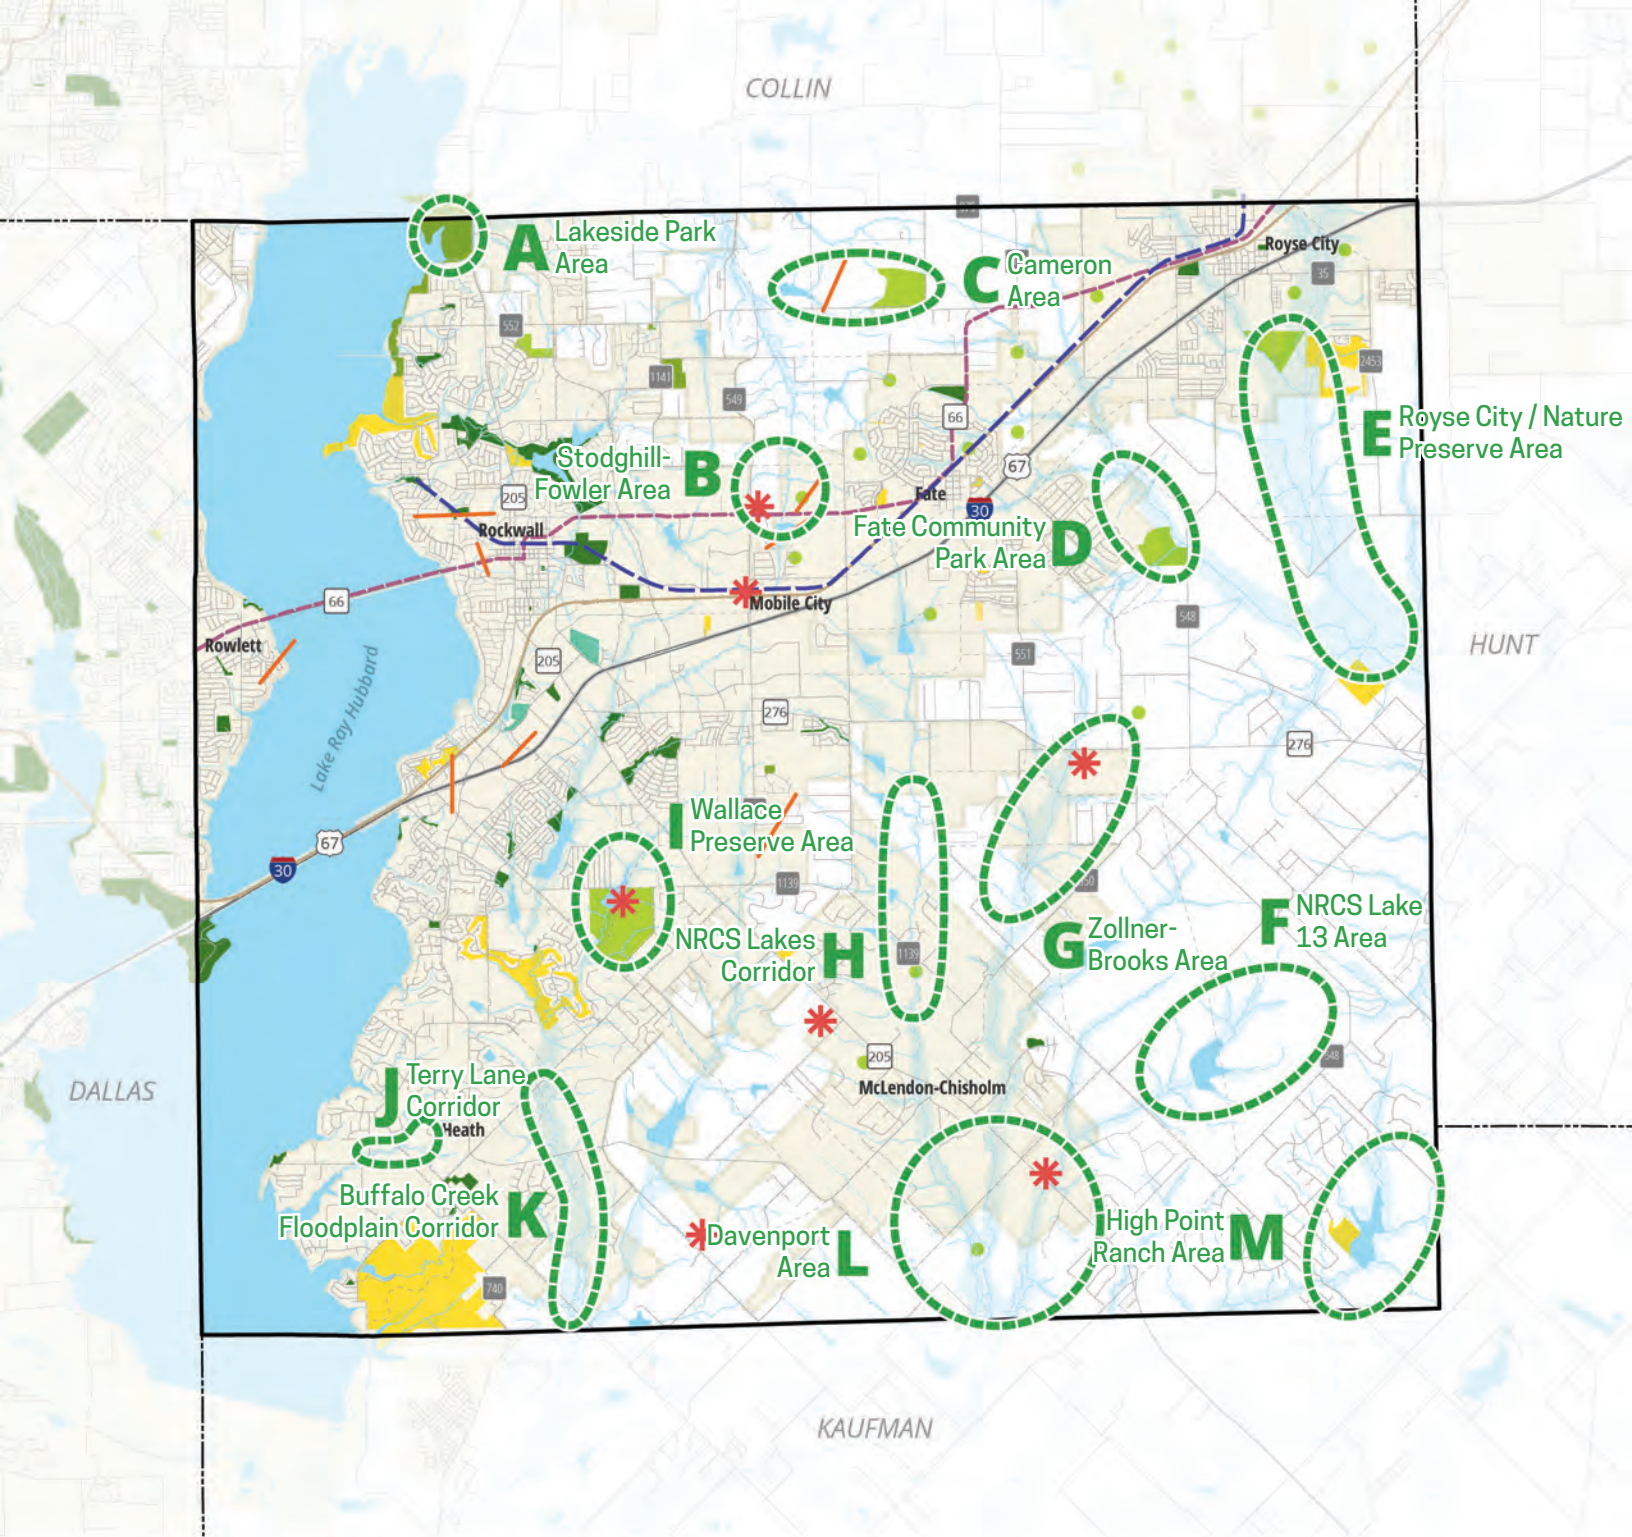 COLLIN
A
Lakeside Park
Area
C
Cameron
Area
Royse City
35
552
1141
549
2453
66
E
Royse City / Nature
Preserve Area
Stodghill-
Fowler Area
B
205
67
Fate
30
Rockwall
Fate Community
Park Area
D
66
Mobile City
548
Rowlett
205
551
HUNT
Lake Ray Hubbard
276
276
I
Wallace
Preserve Area
67
30
1139
F
NRCS Lake
13 Area
NRCS Lakes
Corridor
H
1139
G
Zollner-
Brooks Area
205
548
DALLAS
J
Terry Lane
Corridor
McLendon-Chisholm
Heath
Buffalo Creek
Floodplain Corridor
K
Davenport
Area
L
High Point
Ranch Area
M
740
KAUFMAN